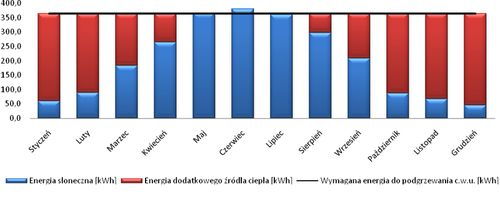 400,0
350,0
300,0
250,0
200,0
150,0
100,0
50,0
0,0
Styczeń
Luty
Marzec
Kwiecień
Maj
Czerwiec
Lipiec
Sierpień
Wrzesień
Październik
Listopad
Grudzień
Energia słoneczna [kWh] Energia dodatkowego źródła ciepła [kWh] Wymagana energia do podgrzewania c.w.u. [kWh]